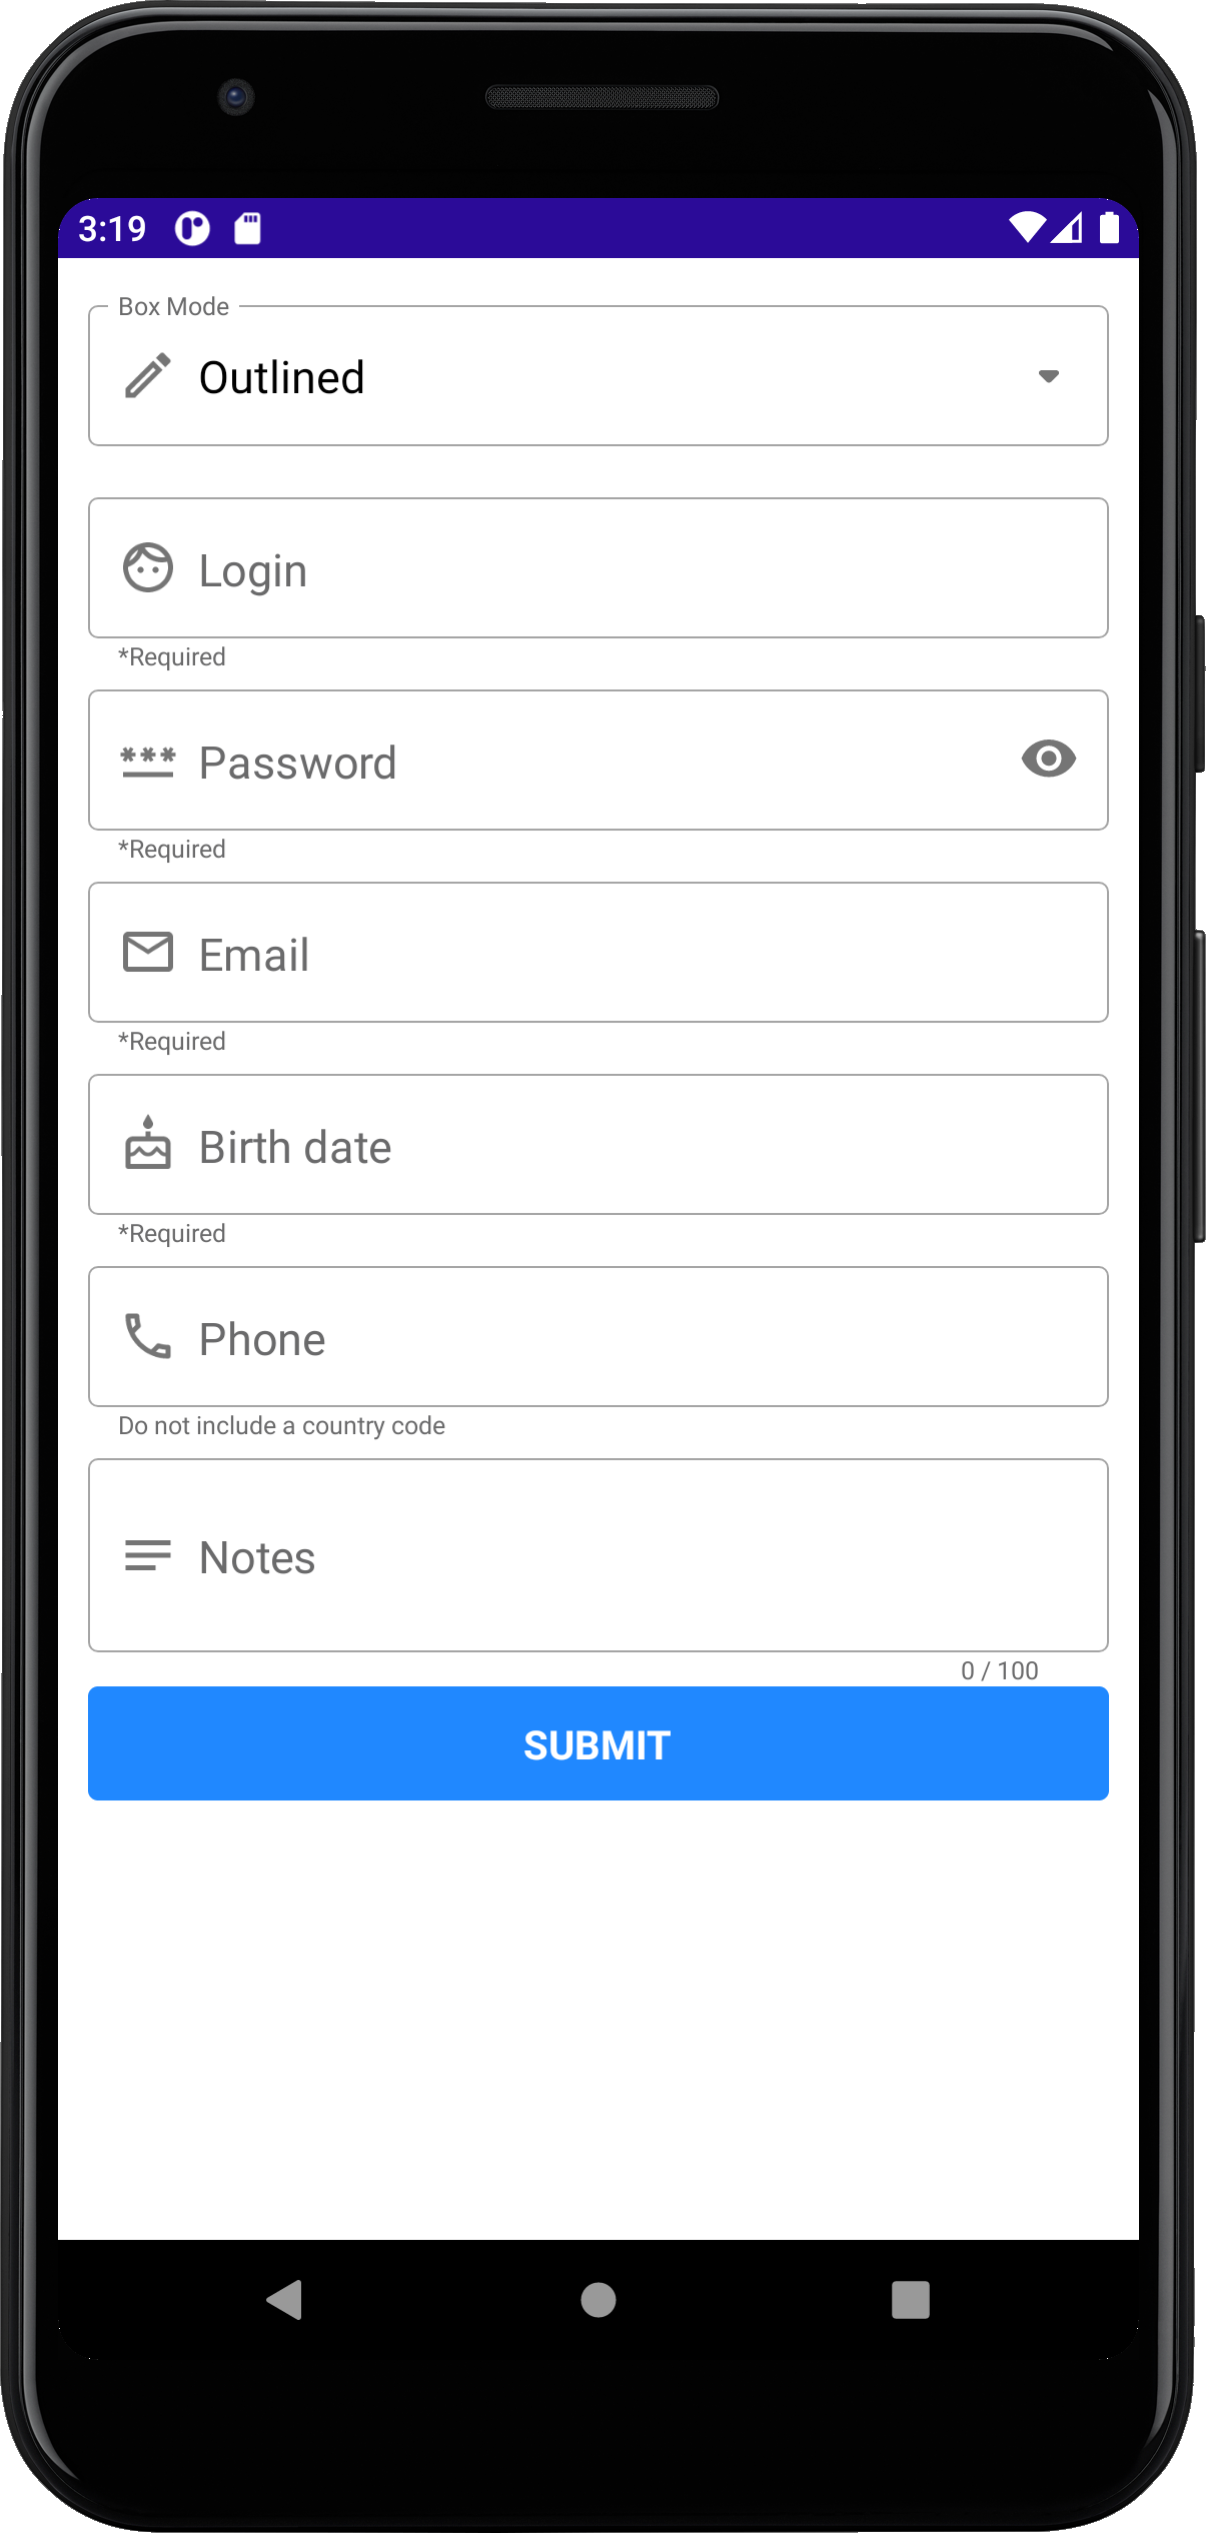 3:19
Box Mode
Outlined
Login
*Required
Password
*Required
Email
*Required
Birth date
*Required
Phone
Do not include a country code
Notes
0 / 100
SUBMIT